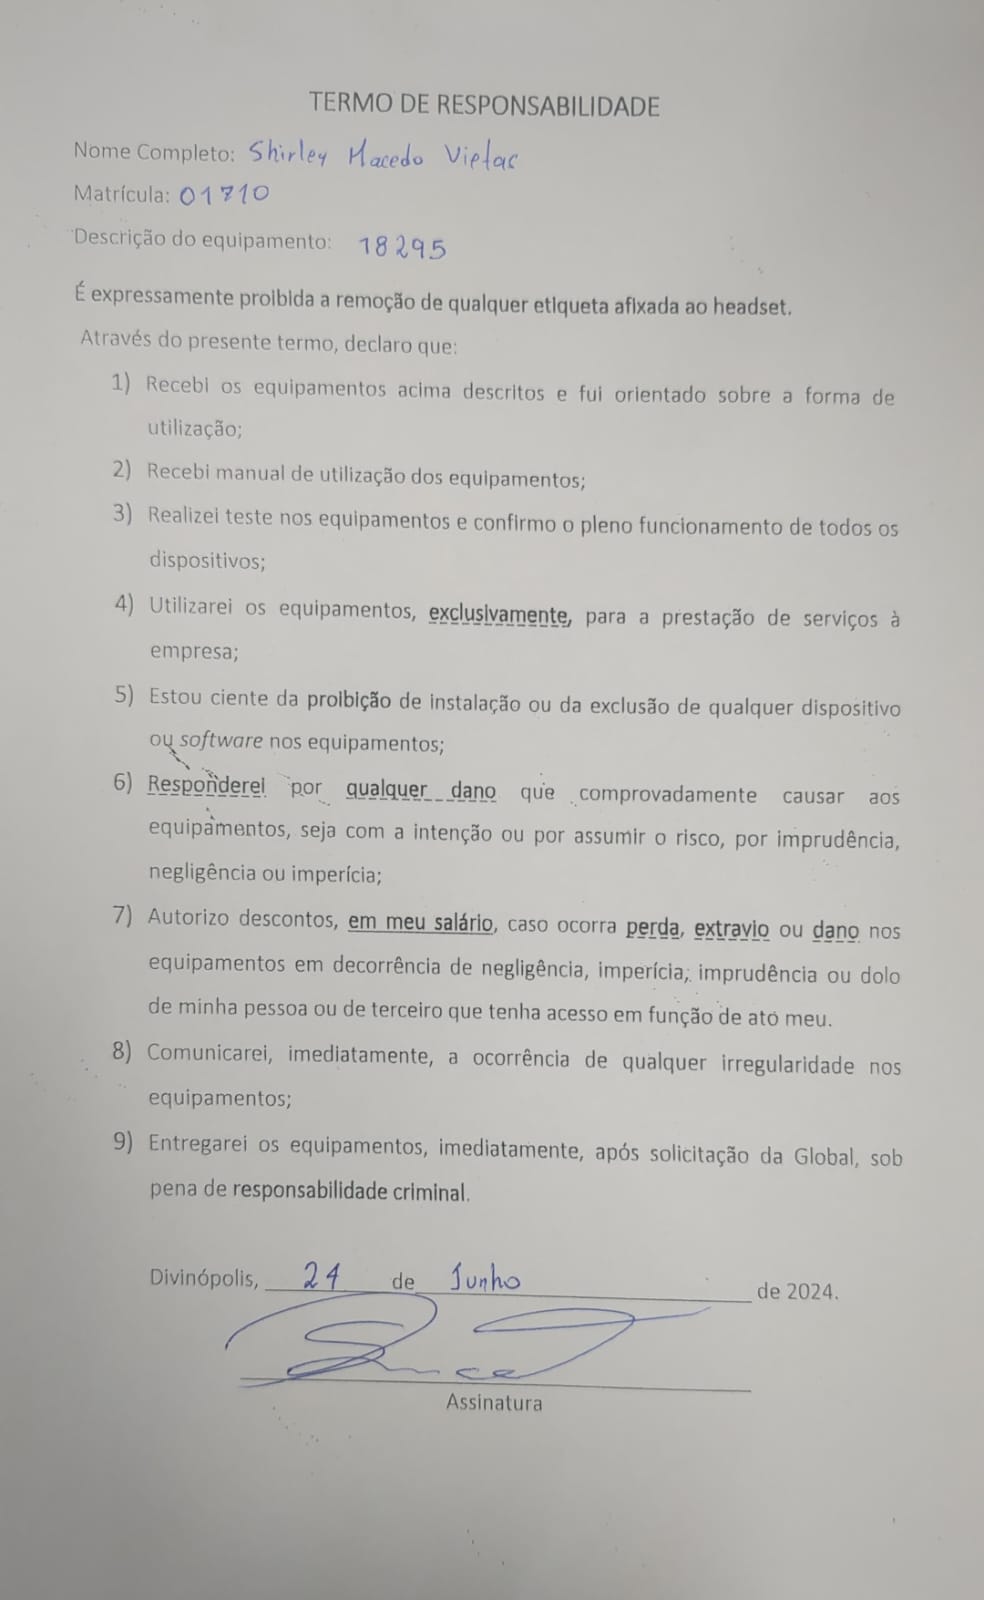 TERMO DE RESPONSABILIDADE
Nome Completo: Shirley Macedo
Matrícula: 01710
Descrição do equipamento: 18295
É expressamente proibida a remoção de qualquer etiqueta afixada ao headset.
Através do presente termo, declaro que:
1) Recebi os equipamentos acima descritos e fui orientado sobre a forma de
utilização;
2) Recebi manual de utilização dos equipamentos;
3) Realizei teste nos equipamentos e confirmo o pleno funcionamento de todos os
dispositivos;
4) Utilizarei os equipamentos, exclusivamente, para a prestação de serviços à
empresa;
5) Estou ciente da proibição de instalação ou da exclusão de qualquer dispositivo
ou software nos equipamentos;
6) Responderei por qualquer dano que comprovadamente causar aos
equipamentos, seja com a intenção ou por assumir o risco, por imprudência,
negligência ou imperícia;
7) Autorizo descontos, em meu salário, caso ocorra perda, extravio ou dano nos
equipamentos em decorrência de negligência, imperícia, imprudência ou dolo
de minha pessoa ou de terceiro que tenha acesso em função de ato meu.
8) Comunicarei, imediatamente, a ocorrência de qualquer irregularidade nos
equipamentos;
9) Entregarei os equipamentos, imediatamente, após solicitação da Global, sob
pena de responsabilidade criminal.
Divinópolis, 24 de Junho de 2024.
Assinatura